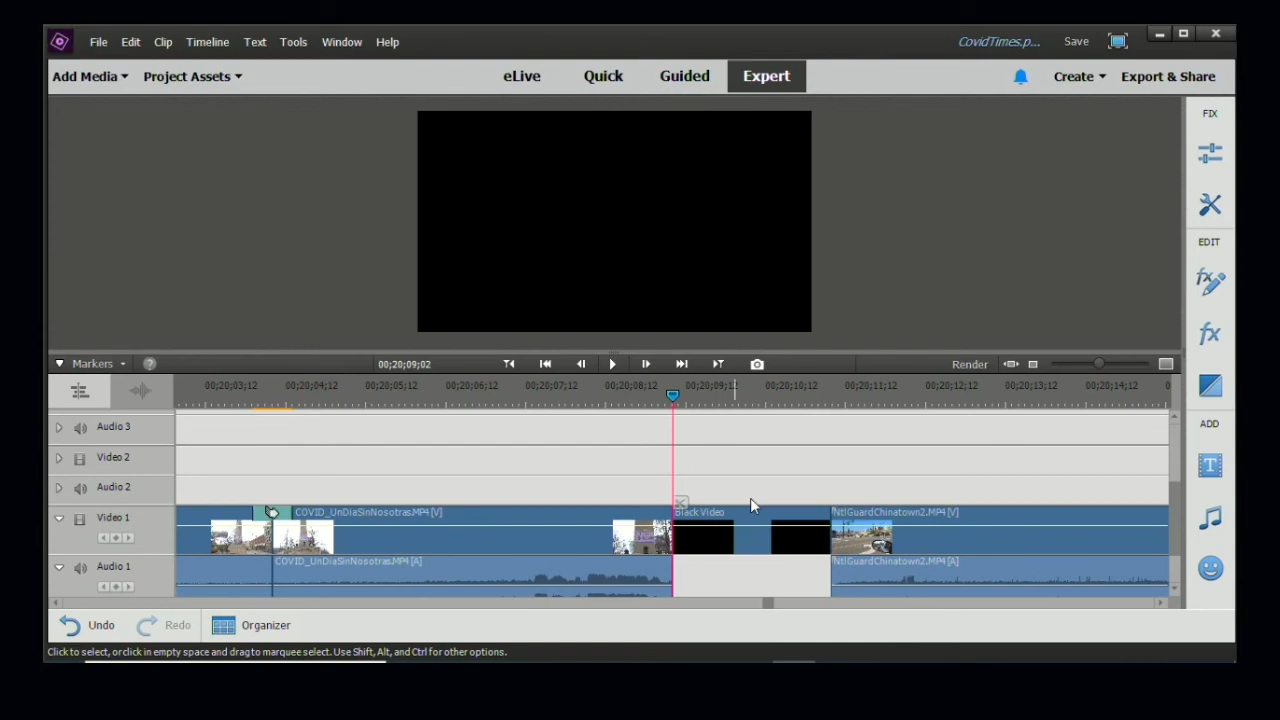 File Edit Clip Timeline Text Tools Window Help
CovidTimes.p... Save
Add Media Project Assets eLive Quick Guided Expert Create Export & Share
FIX
EDIT
ADD
Markers ? 00;20;09;02 Render
00;20;03;12 00;20;04;12 00;20;05;12 00;20;06;12 00;20;07;12 00;20;08;12 00;20;09;12 00;20;10;12 00;20;11;12 00;20;12;12 00;20;13;12 00;20;14;12 0
Audio 3
Video 2
Audio 2
Video 1 COVID_UnDiaSinNosotras.MP4 [V] Black Video NtlGuardChinatown2.MP4 [V]
Audio 1 COVID_UnDiaSinNosotras.MP4 [A] NtlGuardChinatown2.MP4 [A]
Undo Redo Organizer
Click to select, or click in empty space and drag to marquee select. Use Shift, Alt, and Ctrl for other options.